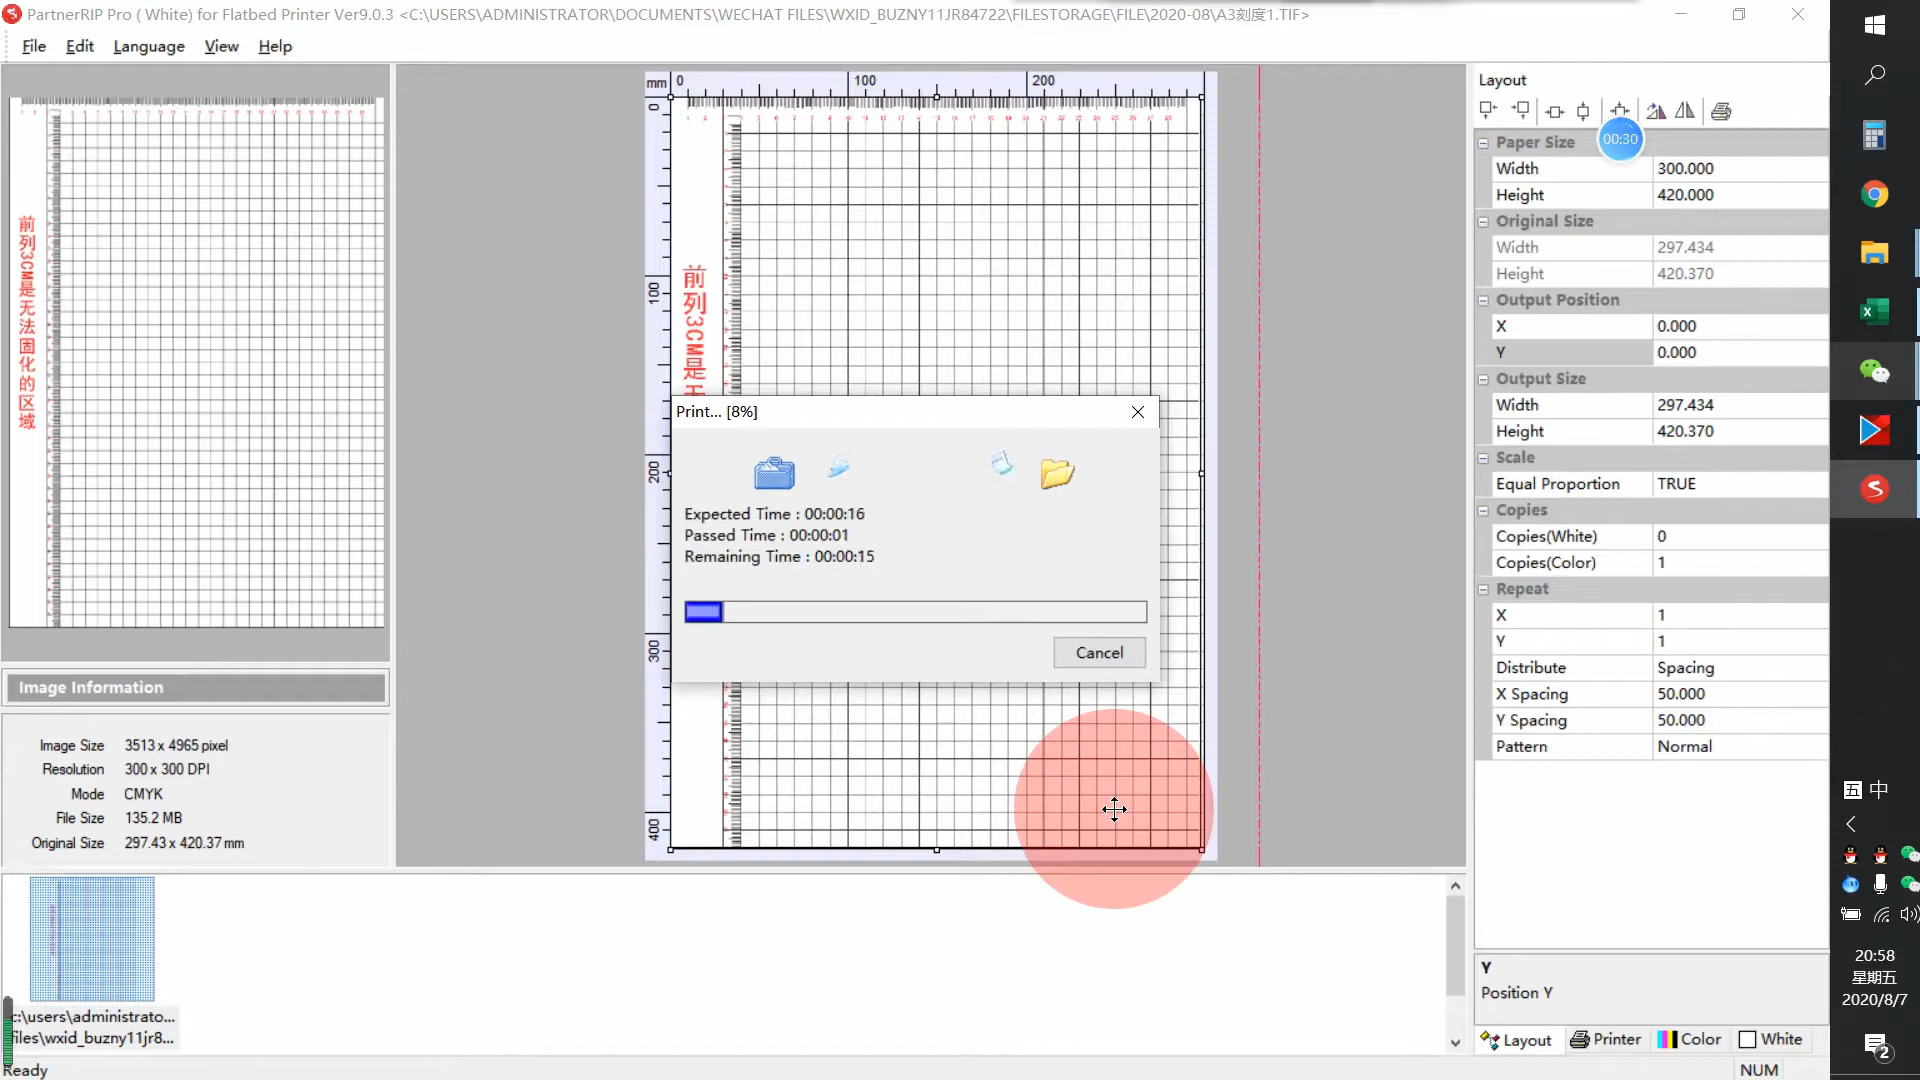 PartnerRIP Pro ( White) for Flatbed Printer Ver9.0.3 <C:\USERS\ADMINISTRATOR\DOCUMENTS\WECHAT FILES\WXID_BUZNY11JR84722\FILESTORAGE\FILE\2020-08\A3刻度1.TIF>
File Edit Language View Help
前列3CM是无法固化的区域
mm 0 100 200
0
100
200
300
400
前列3CM是
Print... [8%]
Expected Time : 00:00:16
Passed Time : 00:00:01
Remaining Time : 00:00:15
Cancel
Image Information
Image Size 3513 x 4965 pixel
Resolution 300 x 300 DPI
Mode CMYK
File Size 135.2 MB
Original Size 297.43 x 420.37 mm
c:\users\administrato...
files\wxid_buzny11jr8...
Ready
Layout
00:30
Paper Size
Width 300.000
Height 420.000
Original Size
Width 297.434
Height 420.370
Output Position
X 0.000
Y 0.000
Output Size
Width 297.434
Height 420.370
Scale
Equal Proportion TRUE
Copies
Copies(White) 0
Copies(Color) 1
Repeat
X 1
Y 1
Distribute Spacing
X Spacing 50.000
Y Spacing 50.000
Pattern Normal
Y
Position Y
Layout Printer Color White
NUM
五 中
20:58
星期五
2020/8/7
2